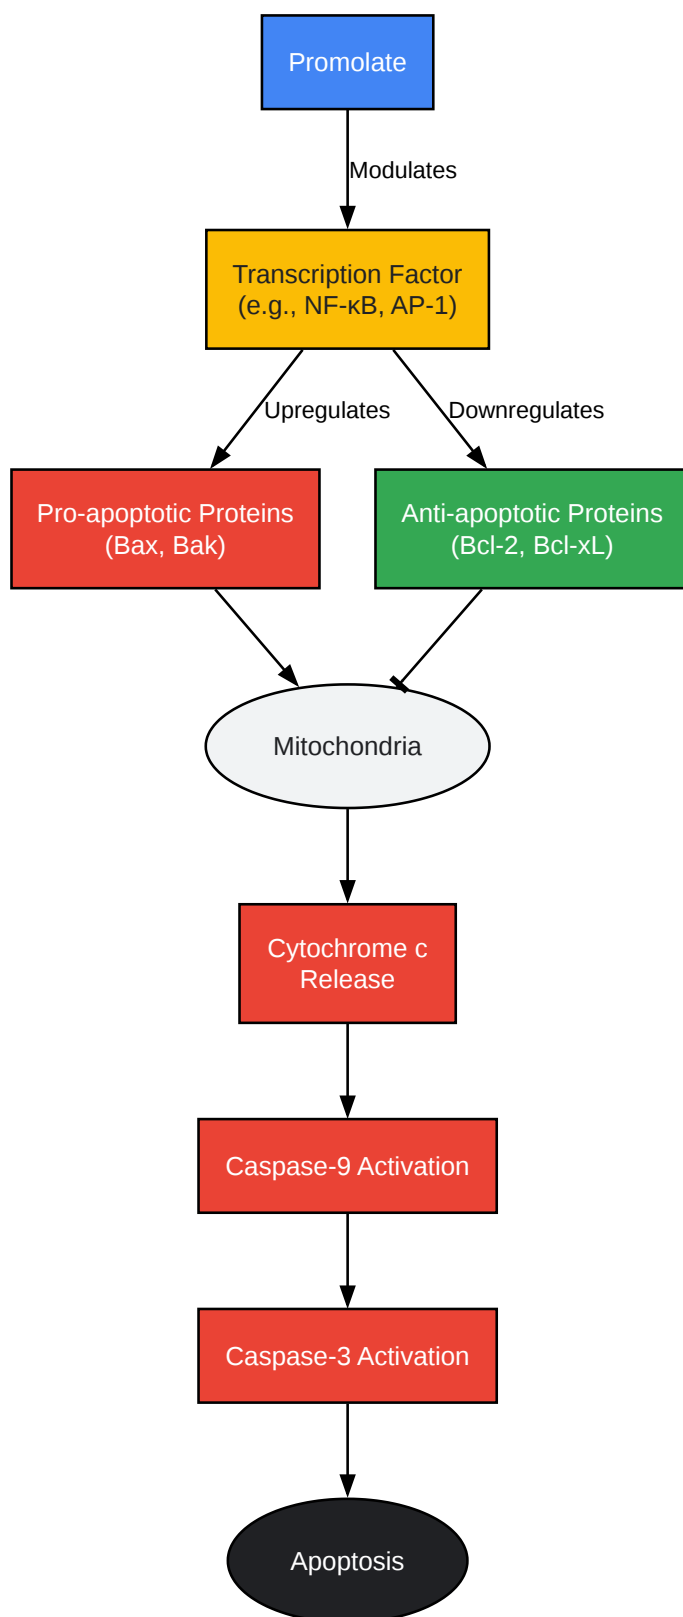 Promolate
Modulates
Transcription Factor
(e.g., NF-κB, AP-1)
Upregulates
Downregulates
Pro-apoptotic Proteins
(Bax, Bak)
Anti-apoptotic Proteins
(Bcl-2, Bcl-xL)
Mitochondria
Cytochrome c
Release
Caspase-9 Activation
Caspase-3 Activation
Apoptosis